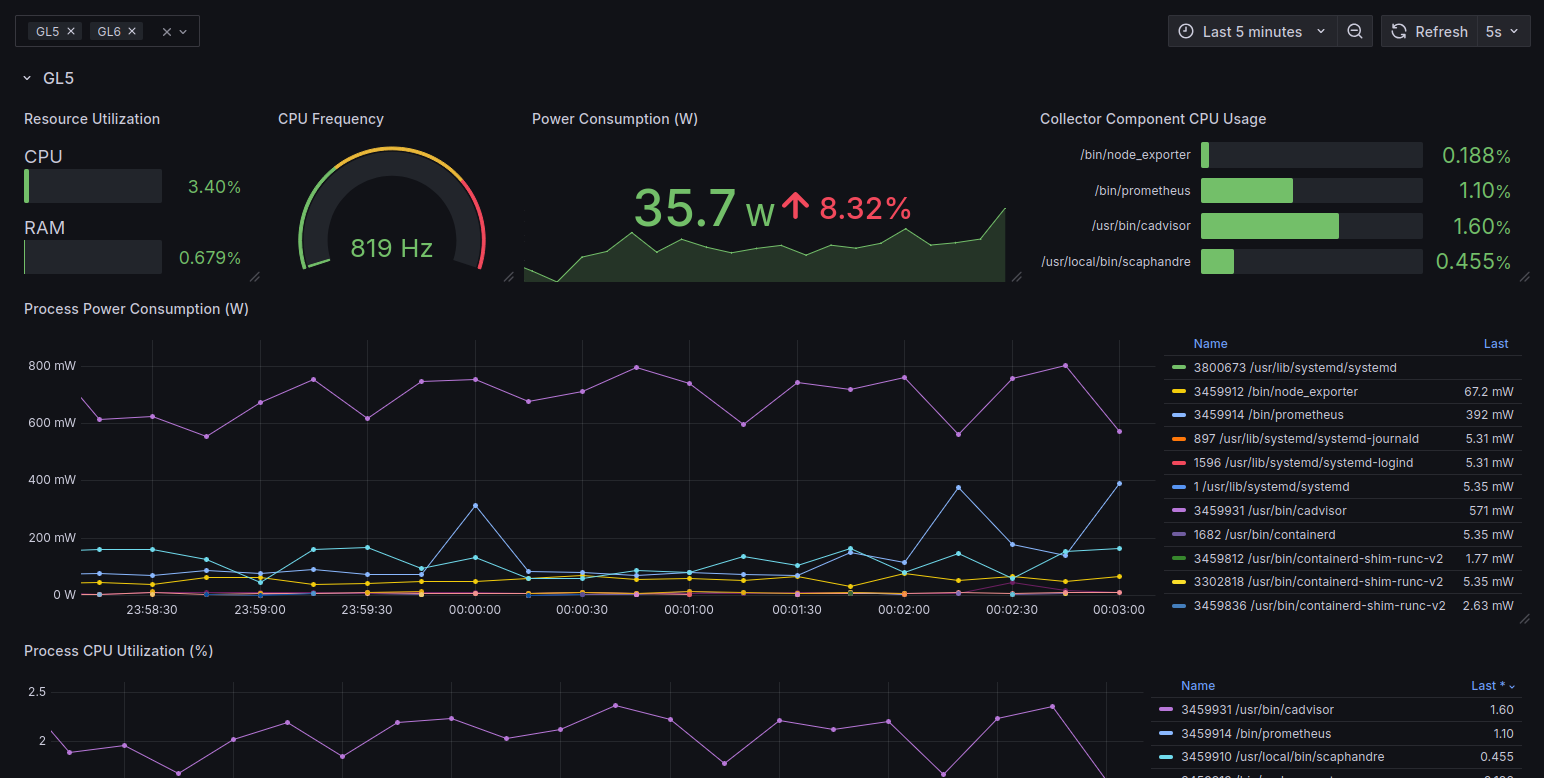 GL5 × GL6 ×
Last 5 minutes Refresh 5s
GL5
Resource Utilization CPU Frequency Power Consumption (W) Collector Component CPU Usage
CPU
3.40%
RAM
0.679%
819 Hz
35.7 W 8.32%
/bin/node_exporter 0.188%
/bin/prometheus 1.10%
/usr/bin/cadvisor 1.60%
/usr/local/bin/scaphandre 0.455%
Process Power Consumption (W)
800 mW
600 mW
400 mW
200 mW
0 W
23:58:30 23:59:00 23:59:30 00:00:00 00:00:30 00:01:00 00:01:30 00:02:00 00:02:30 00:03:00
Name Last
3800673 /usr/lib/systemd/systemd
3459912 /bin/node_exporter 67.2 mW
3459914 /bin/prometheus 392 mW
897 /usr/lib/systemd/systemd-journald 5.31 mW
1596 /usr/lib/systemd/systemd-logind 5.31 mW
1 /usr/lib/systemd/systemd 5.35 mW
3459931 /usr/bin/cadvisor 571 mW
1682 /usr/bin/containerd 5.35 mW
3459812 /usr/bin/containerd-shim-runc-v2 1.77 mW
3302818 /usr/bin/containerd-shim-runc-v2 5.35 mW
3459836 /usr/bin/containerd-shim-runc-v2 2.63 mW
Process CPU Utilization (%)
2.5
2
Name Last *
3459931 /usr/bin/cadvisor 1.60
3459914 /bin/prometheus 1.10
3459910 /usr/local/bin/scaphandre 0.455